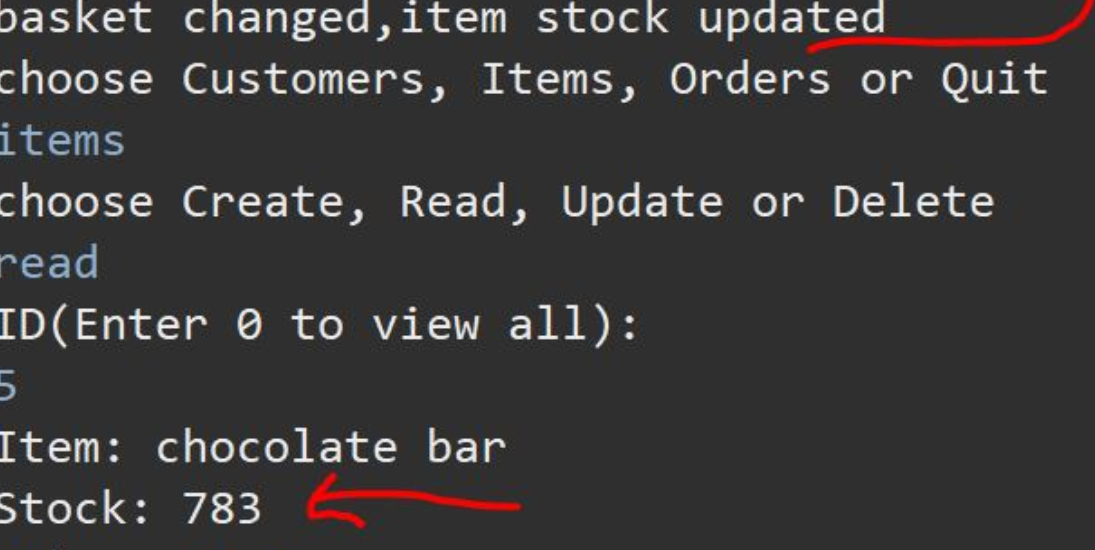 basket changed,item stock updated
choose Customers, Items, Orders or Quit
items
choose Create, Read, Update or Delete
read
ID(Enter 0 to view all):
5
Item: chocolate bar
Stock: 783